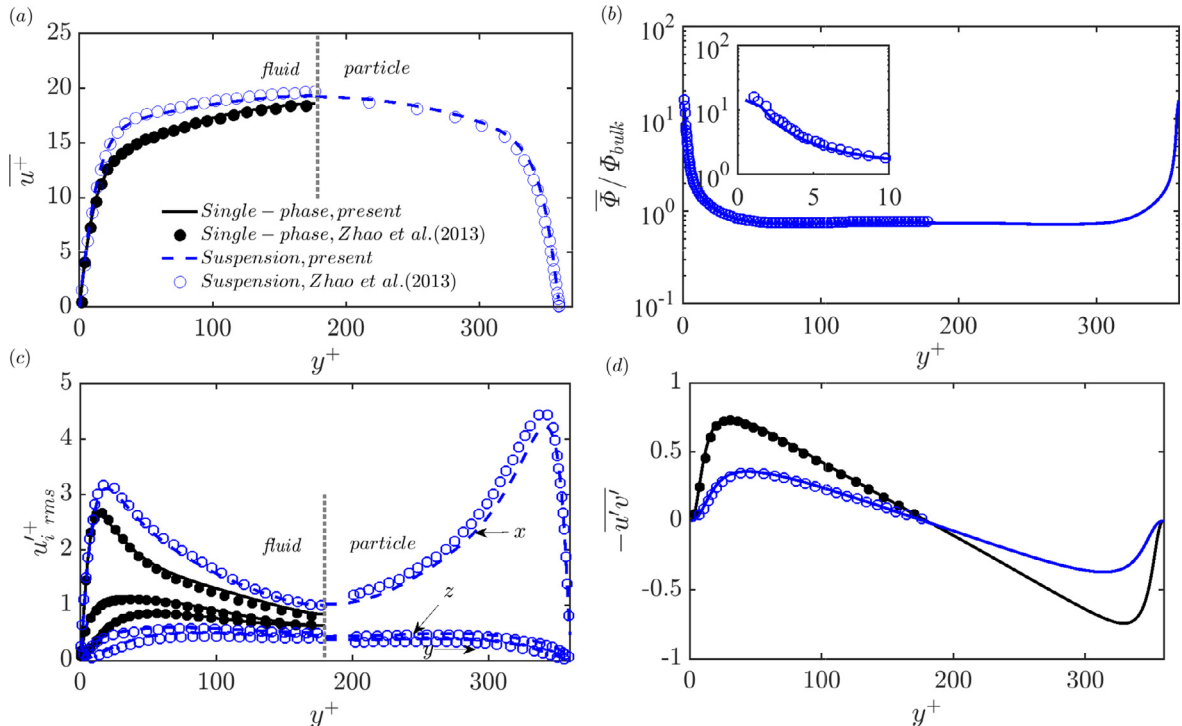 (a)
25
20
15
10
5
0
0 100 200 300
u^+
y^+
fluid particle
Single-phase, present
Single-phase, Zhao et al.(2013)
Suspension, present
Suspension, Zhao et al.(2013)
(b)
10^2
10^1
10^0
10^-1
0 100 200 300
Φ / Φ_bulk
y^+
10^2
10^1
10^0
0 5 10
(c)
5
4
3
2
1
0
0 100 200 300
u'^+_i rms
y^+
fluid particle
x
z
y
(d)
1
0.5
0
-0.5
-1
0 100 200 300
-u'v'
y^+